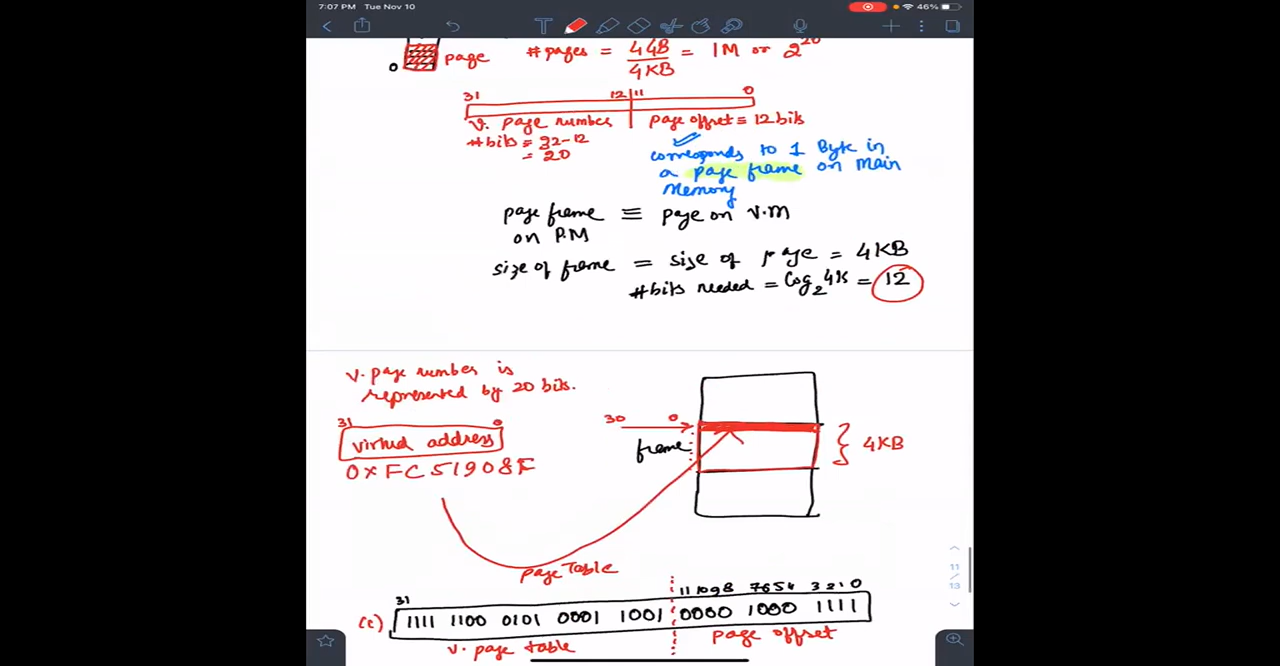 7:07 PM Tue Nov 10
46%
# pages = 4GB / 4KB = 1M or 2^20
0 page
31 12 11 0
V. page number page offset = 12 bits
# bits = 32-12
= 20
corresponds to 1 Byte in
a page frame on Main
Memory
page frame ≡ page on V.M
on P.M
size of frame = size of page = 4KB
# bits needed = Log₂ 4K = 12
V. page number is
represented by 20 bits.
31 0
virtual address
0xFC51908F
30 0
frame
4KB
page Table
31 11 10 9 8 7 6 5 4 3 2 1 0
(c) 1111 1100 0101 0001 1001 0000 1000 1111
V. page table page offset
11
13